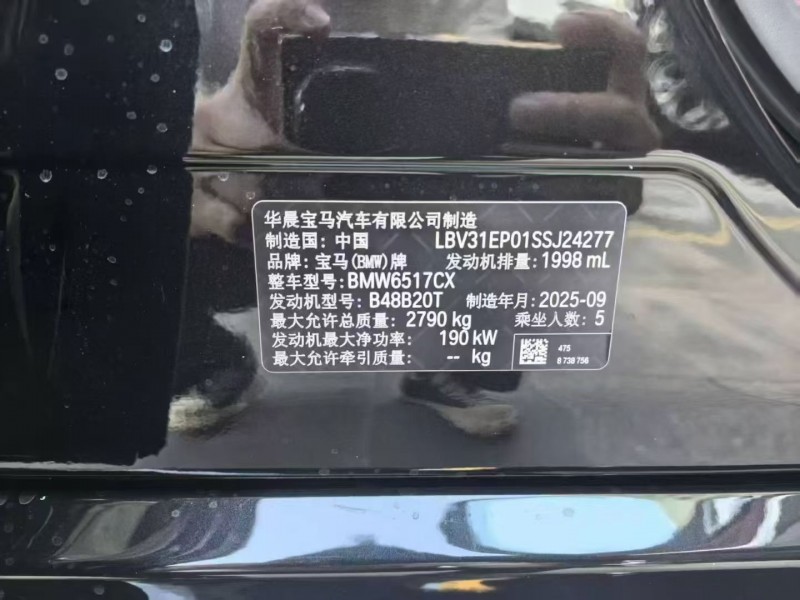 华晨宝马汽车有限公司制造
制造国：中国 LBV31EP01SSJ24277
品牌：宝马(BMW)牌 发动机排量：1998 mL
整车型号：BMW6517CX
发动机型号：B48B20T 制造年月：2025-09
最大允许总质量：2790 kg 乘坐人数：5
发动机最大净功率：190 kW
最大允许牵引质量：-- kg
475
8 738 756